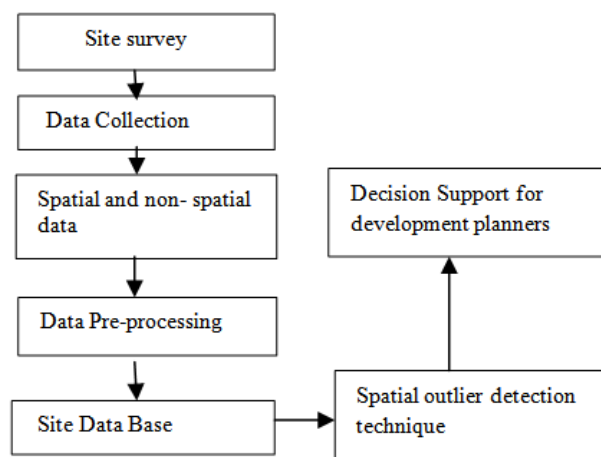 Site survey
Data Collection
Spatial and non- spatial
data
Data Pre-processing
Site Data Base
Decision Support for
development planners
Spatial outlier detection
technique